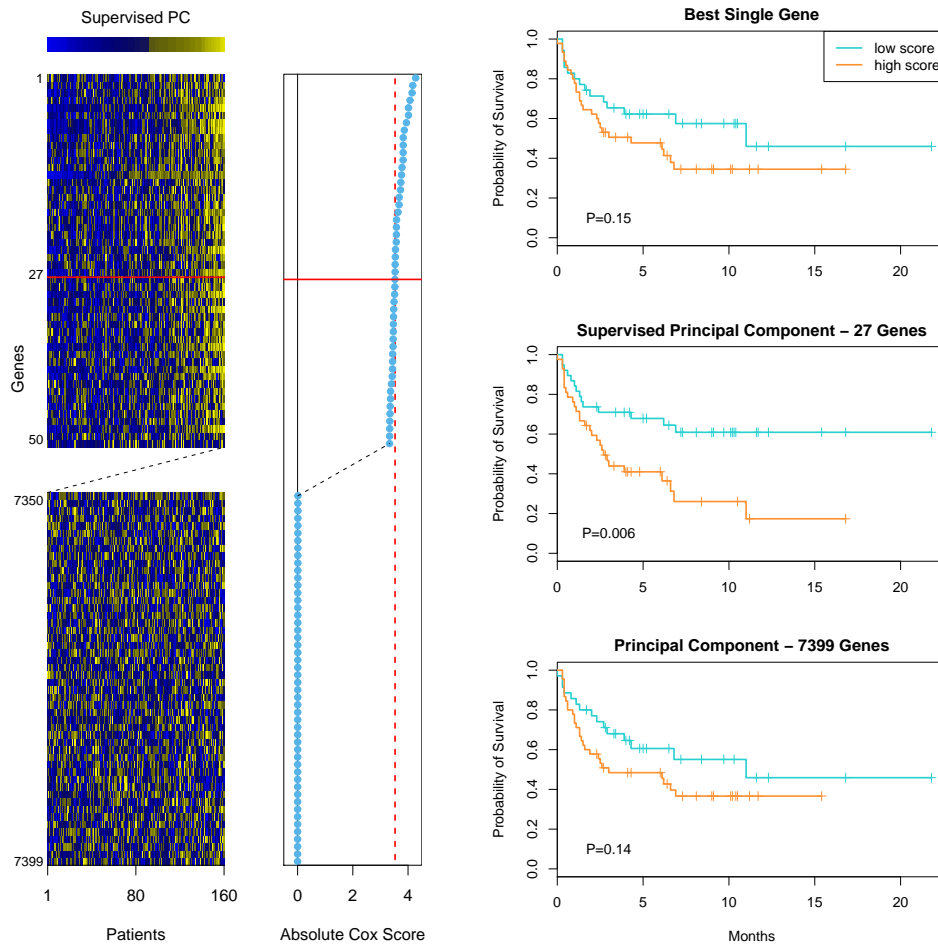 Supervised PC
1
27
50
Genes
7350
7399
1 80 160
Patients
0 2 4
Absolute Cox Score
Best Single Gene
low score
high score
Probability of Survival
0.0 0.2 0.4 0.6 0.8 1.0
P=0.15
0 5 10 15 20
Supervised Principal Component − 27 Genes
Probability of Survival
0.0 0.2 0.4 0.6 0.8 1.0
P=0.006
0 5 10 15 20
Principal Component − 7399 Genes
Probability of Survival
0.0 0.2 0.4 0.6 0.8 1.0
P=0.14
0 5 10 15 20
Months